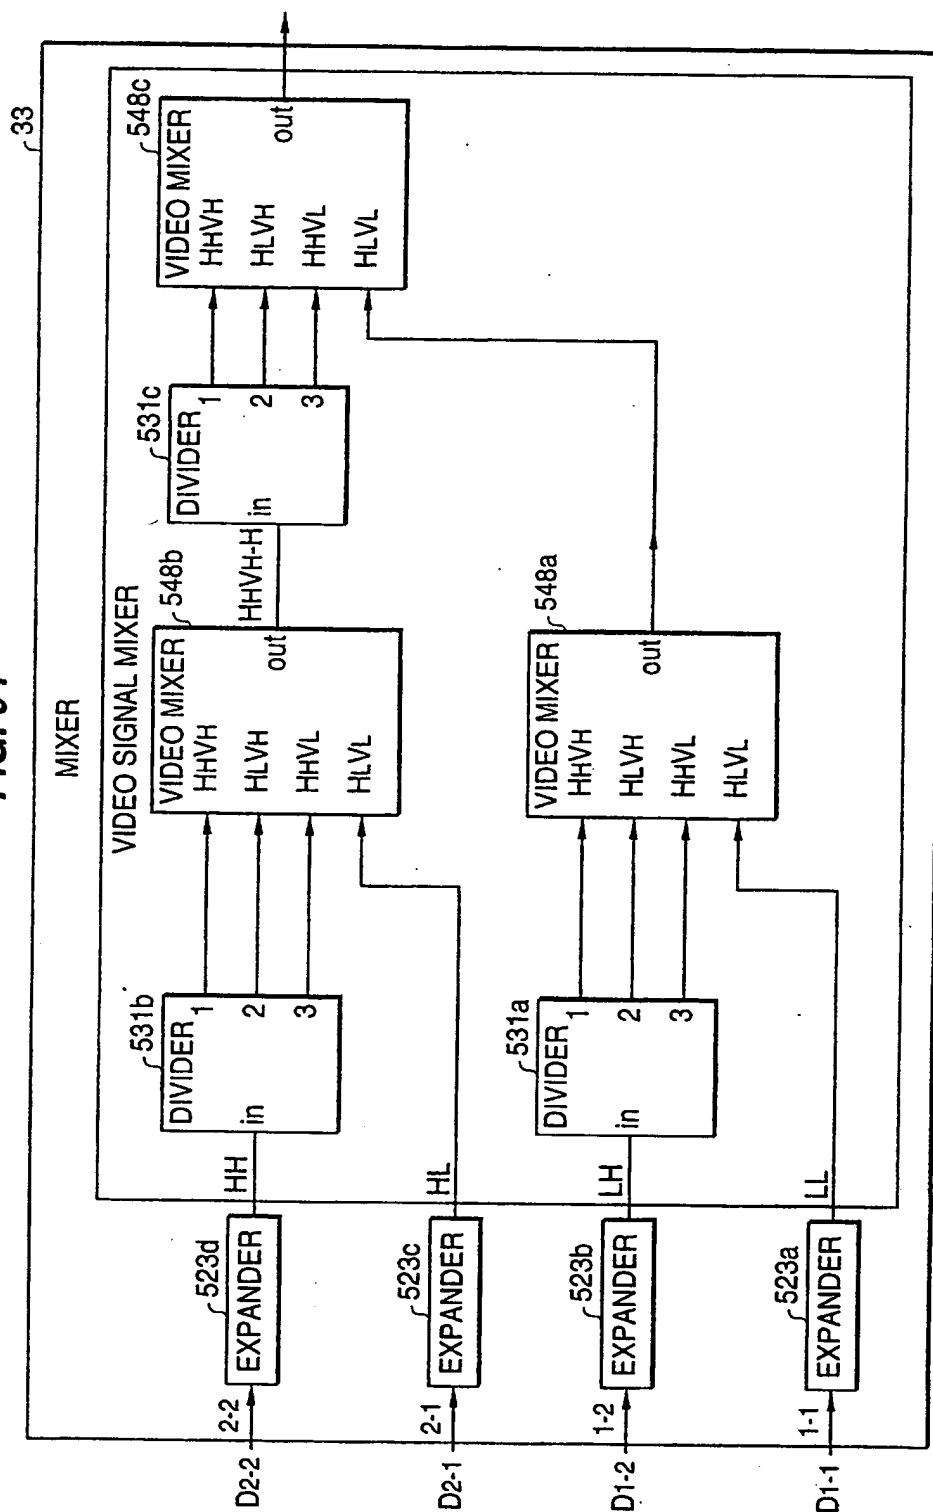 33
MIXER
VIDEO SIGNAL MIXER
D2-2
2-2
EXPANDER
523d
HH
DIVIDER
531b
in
1
2
3
VIDEO MIXER
548b
HHVH
HLVH
HHVL
HLVL
out
HHVH-H
DIVIDER
531c
in
1
2
3
VIDEO MIXER
548c
HHVH
HLVH
HHVL
HLVL
out
D2-1
2-1
EXPANDER
523c
HL
D1-2
1-2
EXPANDER
523b
LH
DIVIDER
531a
in
1
2
3
VIDEO MIXER
548a
HHVH
HLVH
HHVL
HLVL
out
D1-1
1-1
EXPANDER
523a
LL